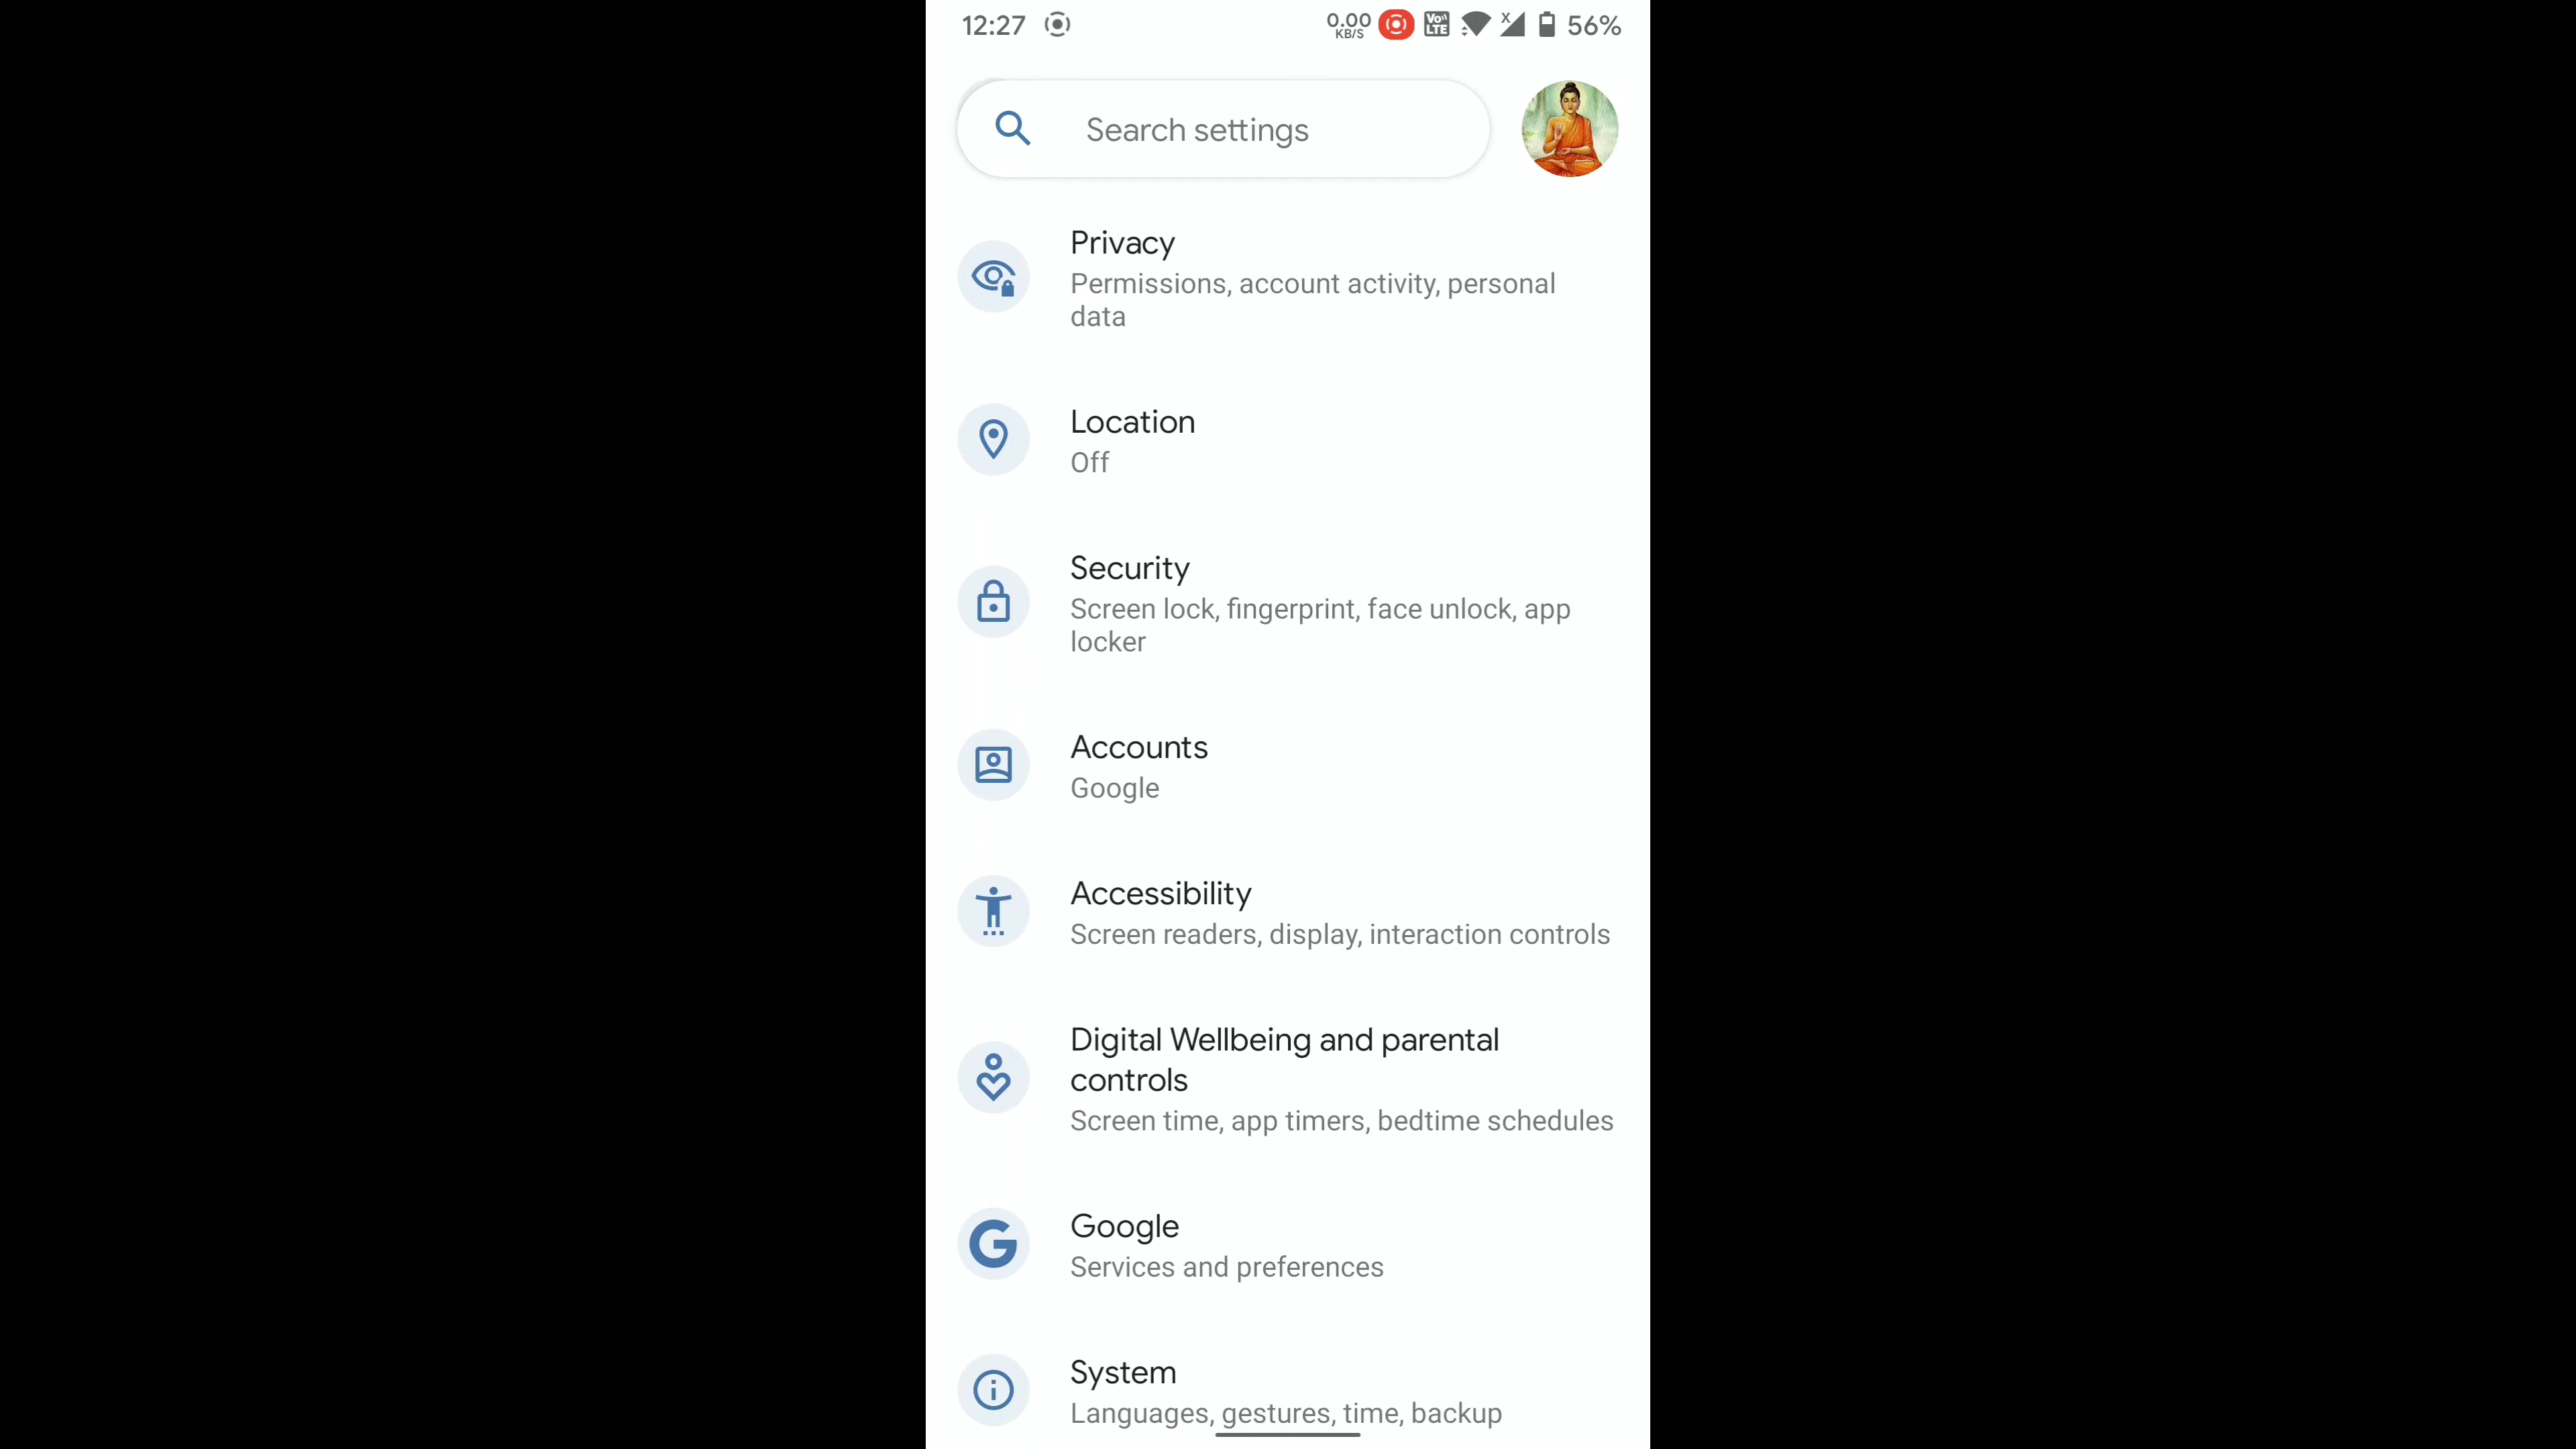 12:27
0.00
KB/S
Vo))
LTE
X
56%
Search settings
Privacy
Permissions, account activity, personal
data
Location
Off
Security
Screen lock, fingerprint, face unlock, app
locker
Accounts
Google
Accessibility
Screen readers, display, interaction controls
Digital Wellbeing and parental
controls
Screen time, app timers, bedtime schedules
Google
Services and preferences
System
Languages, gestures, time, backup